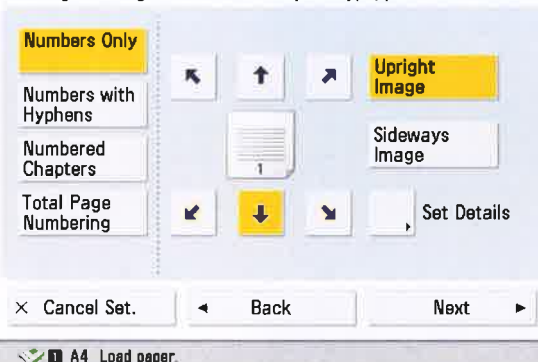 Numbers Only
Numbers with
Hyphens
Numbered
Chapters
Total Page
Numbering
1
Upright
Image
Sideways
Image
Set Details
× Cancel Set.
◄ Back
Next ►
1 A4 Load paper.